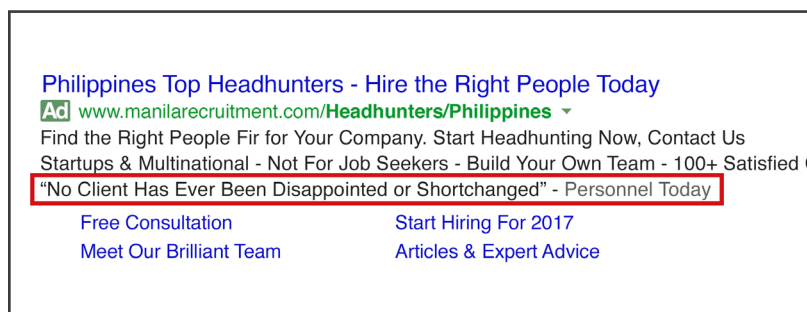 Philippines Top Headhunters - Hire the Right People Today
Ad www.manilarecruitment.com/Headhunters/Philippines
Find the Right People Fir for Your Company. Start Headhunting Now, Contact Us
Startups & Multinational - Not For Job Seekers - Build Your Own Team - 100+ Satisfied
“No Client Has Ever Been Disappointed or Shortchanged” - Personnel Today
Free Consultation Start Hiring For 2017
Meet Our Brilliant Team Articles & Expert Advice